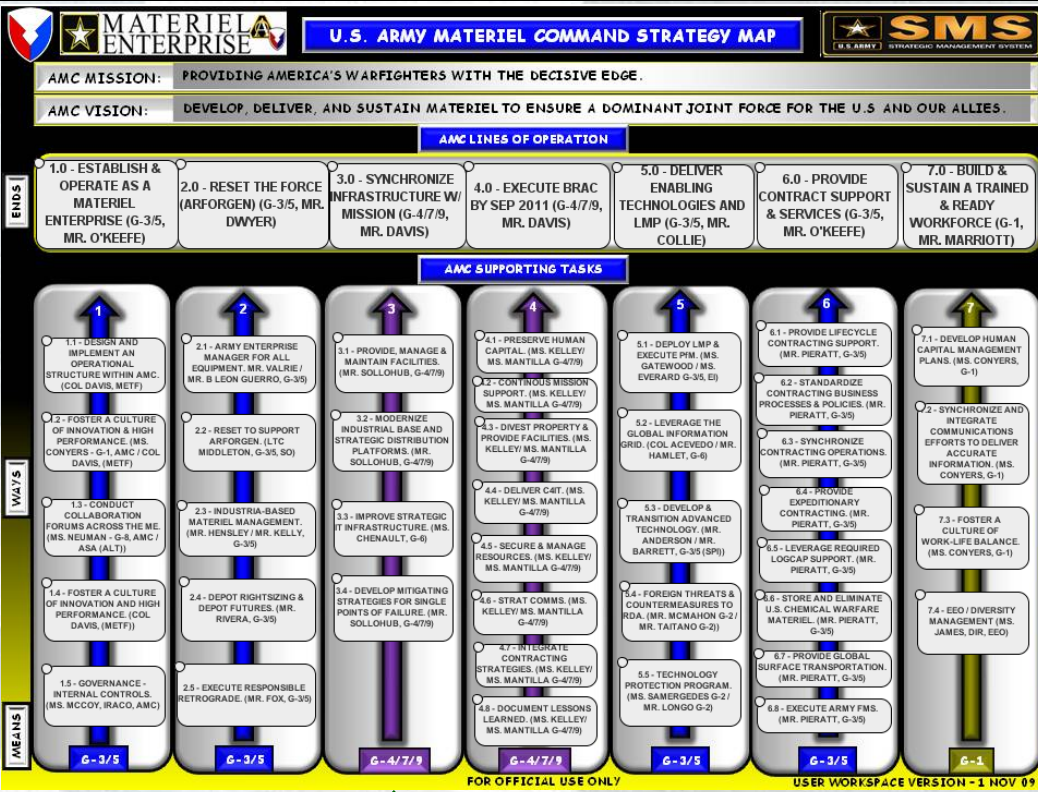 MATERIEL
ENTERPRISE
U.S. ARMY MATERIEL COMMAND STRATEGY MAP
SMS
U.S. ARMY STRATEGIC MANAGEMENT SYSTEM
AMC MISSION: PROVIDING AMERICA'S WARFIGHTERS WITH THE DECISIVE EDGE.
AMC VISION: DEVELOP, DELIVER, AND SUSTAIN MATERIEL TO ENSURE A DOMINANT JOINT FORCE FOR THE U.S AND OUR ALLIES.
AMC LINES OF OPERATION
ENDS
1.0 - ESTABLISH &
OPERATE AS A
MATERIEL
ENTERPRISE (G-3/5,
MR. O'KEEFE)
2.0 - RESET THE FORCE
(ARFORGEN) (G-3/5, MR.
DWYER)
3.0 - SYNCHRONIZE
INFRASTRUCTURE W/
MISSION (G-4/7/9,
MR. DAVIS)
4.0 - EXECUTE BRAC
BY SEP 2011 (G-4/7/9,
MR. DAVIS)
5.0 - DELIVER
ENABLING
TECHNOLOGIES AND
LMP (G-3/5, MR.
COLLIE)
6.0 - PROVIDE
CONTRACT SUPPORT
& SERVICES (G-3/5,
MR. O'KEEFE)
7.0 - BUILD &
SUSTAIN A TRAINED
& READY
WORKFORCE (G-1,
MR. MARRIOTT)
AMC SUPPORTING TASKS
WAYS
MEANS
1
1.1 - DESIGN AND
IMPLEMENT AN
OPERATIONAL
STRUCTURE WITHIN AMC.
(COL DAVIS, METF)
1.2 - FOSTER A CULTURE
OF INNOVATION & HIGH
PERFORMANCE. (MS.
CONYERS - G-1, AMC / COL
DAVIS, (METF)
1.3 - CONDUCT
COLLABORATION
FORUMS ACROSS THE ME.
(MS. NEUMAN - G-8, AMC /
ASA (ALT))
1.4 - FOSTER A CULTURE
OF INNOVATION AND HIGH
PERFORMANCE. (COL
DAVIS, (METF))
1.5 - GOVERNANCE -
INTERNAL CONTROLS.
(MS. MCCOY, IRACO, AMC)
G-3/5
2
2.1 - ARMY ENTERPRISE
MANAGER FOR ALL
EQUIPMENT. MR. VALRIE /
MR. B LEON GUERRO, G-3/5)
2.2 - RESET TO SUPPORT
ARFORGEN. (LTC
MIDDLETON, G-3/5, SO)
2.3 - INDUSTRIA-BASED
MATERIEL MANAGEMENT.
(MR. HENSLEY / MR. KELLY,
G-3/5)
2.4 - DEPOT RIGHTSIZING &
DEPOT FUTURES. (MR.
RIVERA, G-3/5)
2.5 - EXECUTE RESPONSIBLE
RETROGRADE. (MR. FOX, G-3/5)
G-3/5
3
3.1 - PROVIDE, MANAGE &
MAINTAIN FACILITIES.
(MR. SOLLOHUB, G-4/7/9)
3.2 - MODERNIZE
INDUSTRIAL BASE AND
STRATEGIC DISTRIBUTION
PLATFORMS. (MR.
SOLLOHUB, G-4/7/9)
3.3 - IMPROVE STRATEGIC
IT INFRASTRUCTURE. (MS.
CHENAULT, G-6)
3.4 - DEVELOP MITIGATING
STRATEGIES FOR SINGLE
POINTS OF FAILURE. (MR.
SOLLOHUB, G-4/7/9)
G-4/7/9
4
4.1 - PRESERVE HUMAN
CAPITAL. (MS. KELLEY/
MS. MANTILLA G-4/7/9)
4.2 - CONTINOUS MISSION
SUPPORT. (MS. KELLEY/
MS. MANTILLA G-4/7/9)
4.3 - DIVEST PROPERTY &
PROVIDE FACILITIES. (MS.
KELLEY/ MS. MANTILLA
G-4/7/9)
4.4 - DELIVER C4IT. (MS.
KELLEY/ MS. MANTILLA
G-4/7/9)
4.5 - SECURE & MANAGE
RESOURCES. (MS. KELLEY/
MS. MANTILLA G-4/7/9)
4.6 - STRAT COMMS. (MS.
KELLEY/ MS. MANTILLA
G-4/7/9)
4.7 - INTEGRATE
CONTRACTING
STRATEGIES. (MS. KELLEY/
MS. MANTILLA G-4/7/9)
4.8 - DOCUMENT LESSONS
LEARNED. (MS. KELLEY/
MS. MANTILLA G-4/7/9)
G-4/7/9
5
5.1 - DEPLOY LMP &
EXECUTE PfM. (MS.
GATEWOOD / MS.
EVERARD G-3/5, EI)
5.2 - LEVERAGE THE
GLOBAL INFORMATION
GRID. (COL ACEVEDO / MR.
HAMLET, G-6)
5.3 - DEVELOP &
TRANSITION ADVANCED
TECHNOLOGY. (MR.
ANDERSON / MR.
BARRETT, G-3/5 (SPI))
5.4 - FOREIGN THREATS &
COUNTERMEASURES TO
RDA. (MR. MCMAHON G-2 /
MR. TAITANO G-2))
5.5 - TECHNOLOGY
PROTECTION PROGRAM.
(MS. SAMERGEDES G-2 /
MR. LONGO G-2)
G-3/5
6
6.1 - PROVIDE LIFECYCLE
CONTRACTING SUPPORT.
(MR. PIERATT, G-3/5)
6.2 - STANDARDIZE
CONTRACTING BUSINESS
PROCESSES & POLICIES. (MR.
PIERATT, G-3/5)
6.3 - SYNCHRONIZE
CONTRACTING OPERATIONS.
(MR. PIERATT, G-3/5)
6.4 - PROVIDE
EXPEDITIONARY
CONTRACTING. (MR.
PIERATT, G-3/5)
6.5 - LEVERAGE REQUIRED
LOGCAP SUPPORT. (MR.
PIERATT, G-3/5)
6.6 - STORE AND ELIMINATE
U.S. CHEMICAL WARFARE
MATERIEL. (MR. PIERATT,
G-3/5)
6.7 - PROVIDE GLOBAL
SURFACE TRANSPORTATION.
(MR. PIERATT, G-3/5)
6.8 - EXECUTE ARMY FMS.
(MR. PIERATT, G-3/5)
G-3/5
7
7.1 - DEVELOP HUMAN
CAPITAL MANAGEMENT
PLANS. (MS. CONYERS,
G-1)
7.2 - SYNCHRONIZE AND
INTEGRATE
COMMUNICATIONS
EFFORTS TO DELIVER
ACCURATE
INFORMATION. (MS.
CONYERS, G-1)
7.3 - FOSTER A
CULTURE OF
WORK-LIFE BALANCE.
(MS. CONYERS, G-1)
7.4 - EEO / DIVERSITY
MANAGEMENT (MS.
JAMES, DIR, EEO)
G-1
FOR OFFICIAL USE ONLY
USER WORKSPACE VERSION - 1 NOV 09